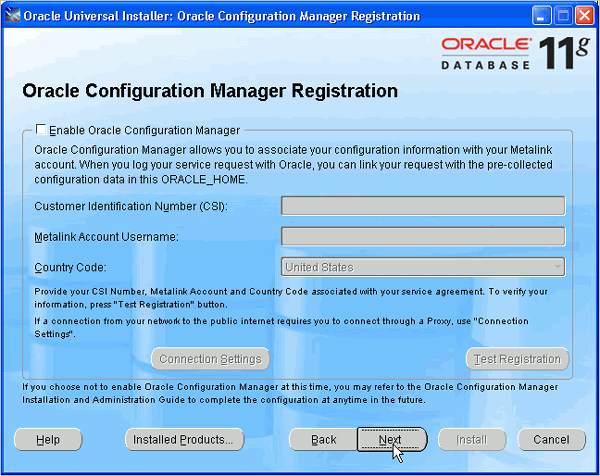 Oracle Universal Installer: Oracle Configuration Manager Registration
ORACLE
DATABASE 11g
Oracle Configuration Manager Registration
Enable Oracle Configuration Manager
Oracle Configuration Manager allows you to associate your configuration information with your Metalink
account. When you log your service request with Oracle, you can link your request with the pre-collected
configuration data in this ORACLE_HOME.
Customer Identification Number (CSI):
Metalink Account Username:
Country Code:
United States
Provide your CSI Number, Metalink Account and Country Code associated with your service agreement. To verify your
information, press "Test Registration" button.
If a connection from your network to the public internet requires you to connect through a Proxy, use "Connection
Settings".
Connection Settings
Test Registration
If you choose not to enable Oracle Configuration Manager at this time, you may refer to the Oracle Configuration Manager
Installation and Administration Guide to complete the configuration at anytime in the future.
Help
Installed Products...
Back
Next
Install
Cancel